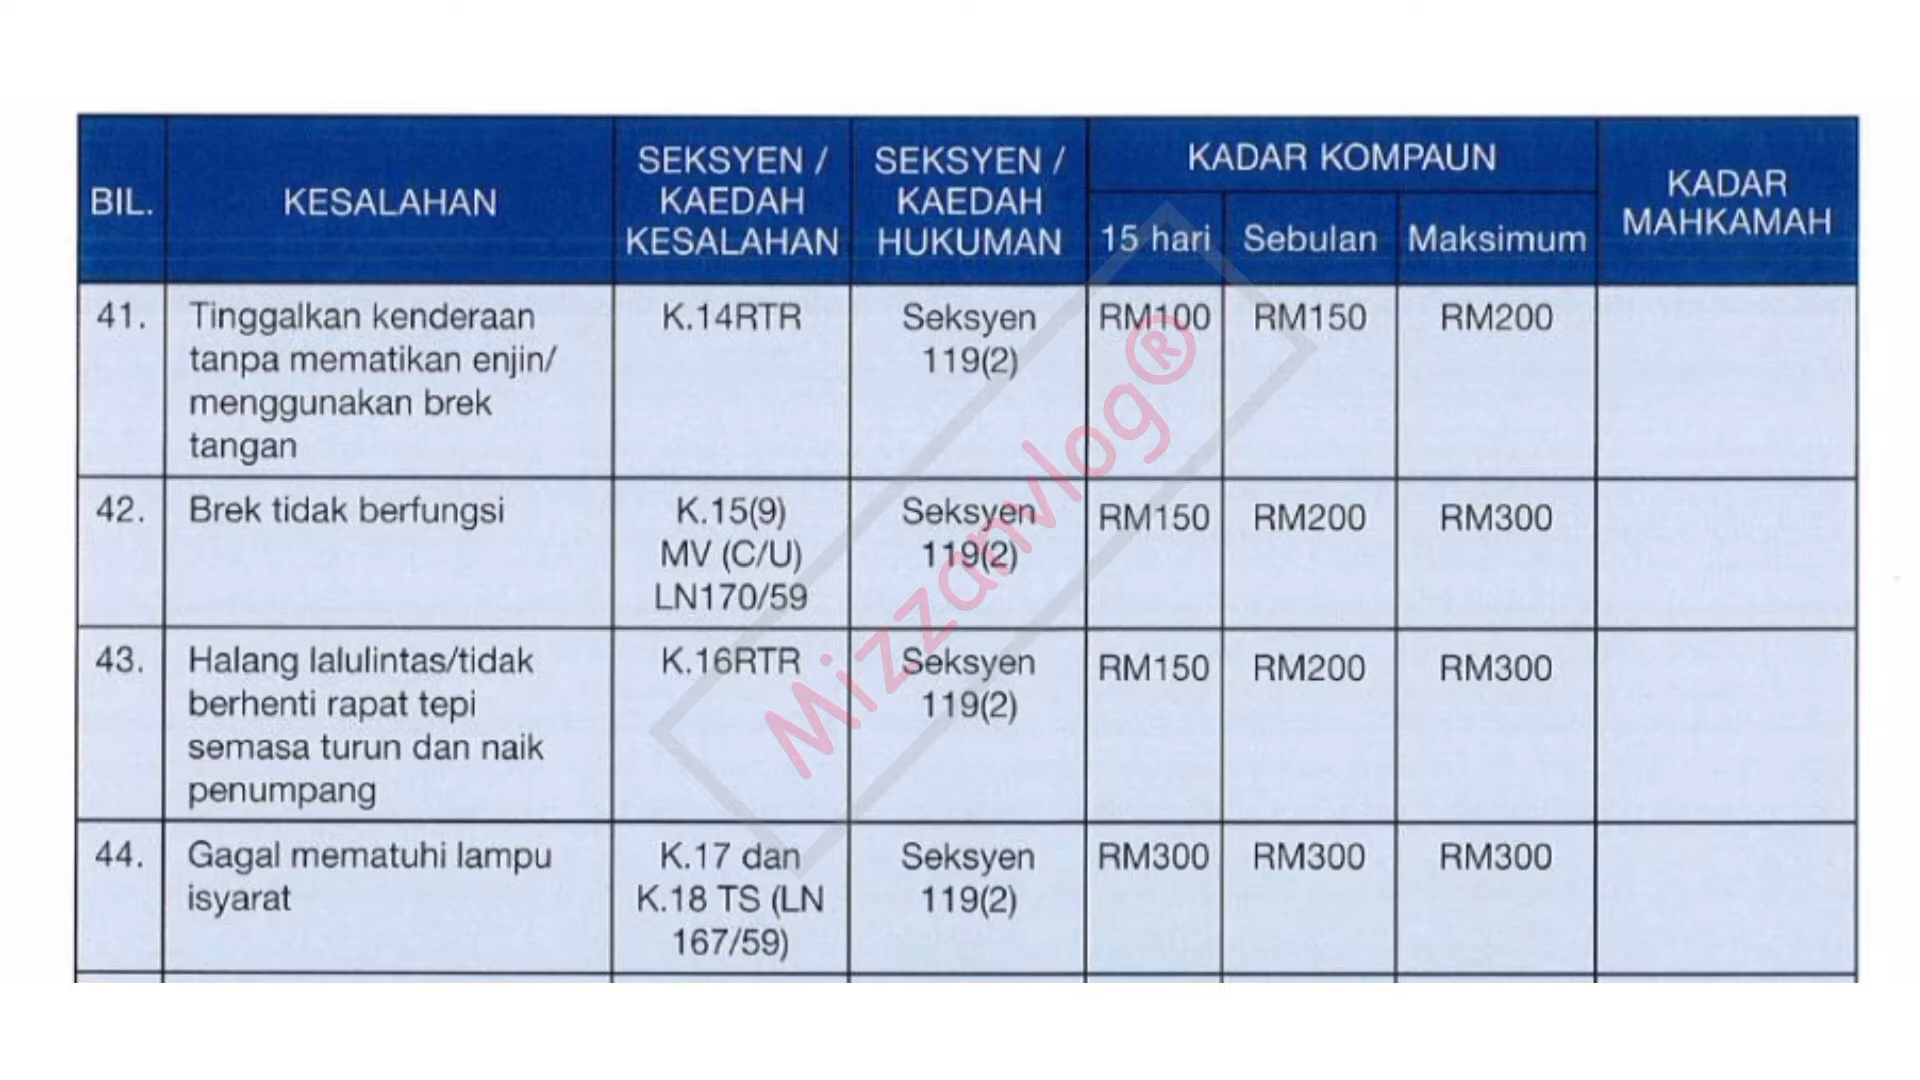 BIL.
KESALAHAN
SEKSYEN /
KAEDAH
KESALAHAN
SEKSYEN /
KAEDAH
HUKUMAN
KADAR KOMPAUN
15 hari
Sebulan
Maksimum
KADAR
MAHKAMAH
41.
Tinggalkan kenderaan
tanpa mematikan enjin/
menggunakan brek
tangan
K.14RTR
Seksyen
119(2)
RM100
RM150
RM200
42.
Brek tidak berfungsi
K.15(9)
MV (C/U)
LN170/59
Seksyen
119(2)
RM150
RM200
RM300
43.
Halang lalulintas/tidak
berhenti rapat tepi
semasa turun dan naik
penumpang
K.16RTR
Seksyen
119(2)
RM150
RM200
RM300
44.
Gagal mematuhi lampu
isyarat
K.17 dan
K.18 TS (LN
167/59)
Seksyen
119(2)
RM300
RM300
RM300
Mizzanvlog®